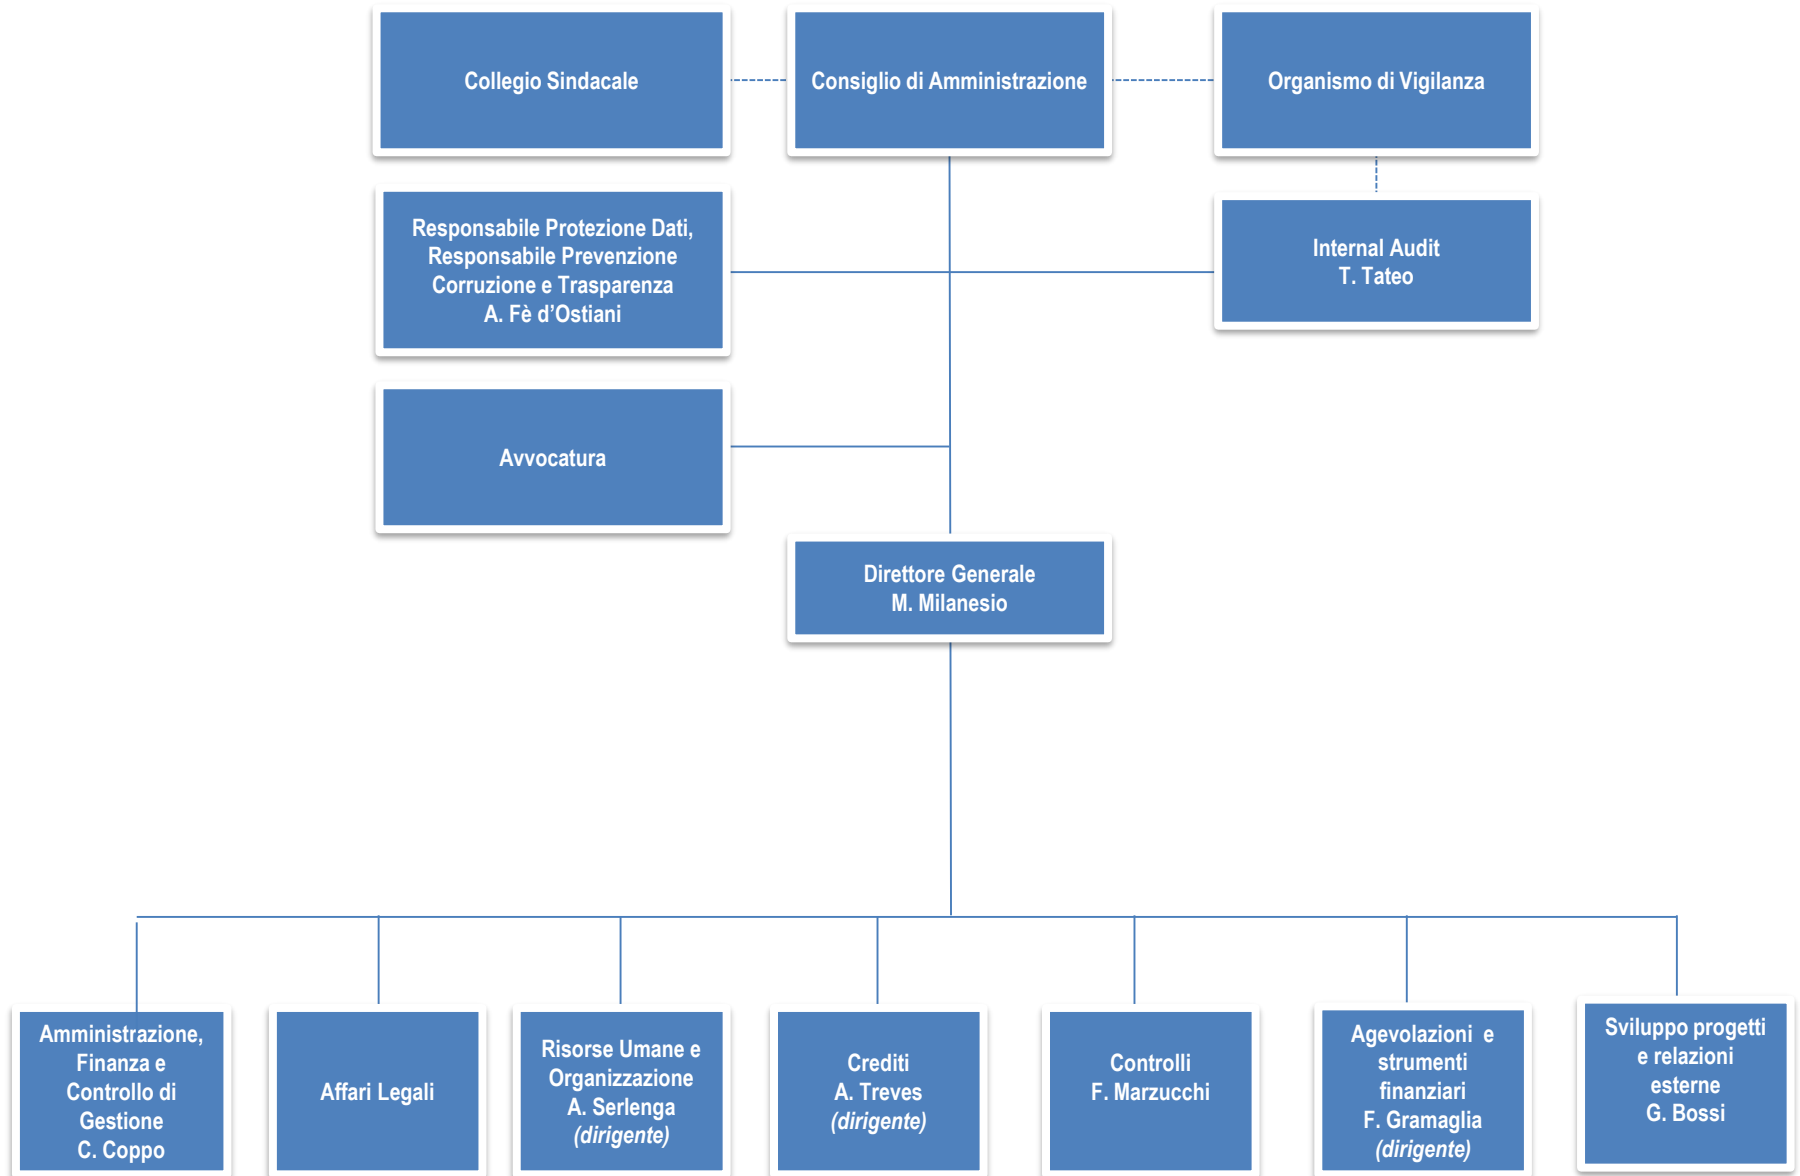 Collegio Sindacale
Consiglio di Amministrazione
Organismo di Vigilanza
Responsabile Protezione Dati,
Responsabile Prevenzione
Corruzione e Trasparenza
A. Fè d’Ostiani
Internal Audit
T. Tateo
Avvocatura
Direttore Generale
M. Milanesio
Amministrazione,
Finanza e
Controllo di
Gestione
C. Coppo
Affari Legali
Risorse Umane e
Organizzazione
A. Serlenga
(dirigente)
Crediti
A. Treves
(dirigente)
Controlli
F. Marzucchi
Agevolazioni e
strumenti
finanziari
F. Gramaglia
(dirigente)
Sviluppo progetti
e relazioni
esterne
G. Bossi